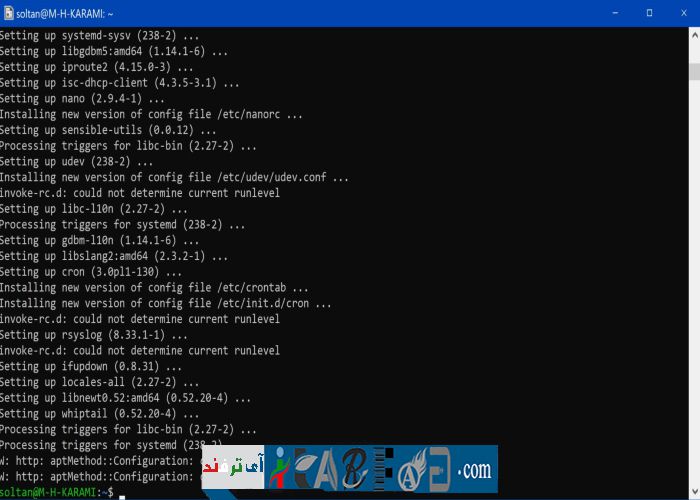 soltan@M-H-KARAMI: ~
Setting up systemd-sysv (238-2) ...
Setting up libgdbm5:amd64 (1.14.1-6) ...
Setting up iproute2 (4.15.0-3) ...
Setting up isc-dhcp-client (4.3.5-3.1) ...
Setting up nano (2.9.4-1) ...
Installing new version of config file /etc/nanorc ...
Setting up sensible-utils (0.0.12) ...
Processing triggers for libc-bin (2.27-2) ...
Setting up udev (238-2) ...
Installing new version of config file /etc/udev/udev.conf ...
invoke-rc.d: could not determine current runlevel
Setting up libc-l10n (2.27-2) ...
Processing triggers for systemd (238-2) ...
Setting up gdbm-l10n (1.14.1-6) ...
Setting up libslang2:amd64 (2.3.2-1) ...
Setting up cron (3.0pl1-130) ...
Installing new version of config file /etc/crontab ...
Installing new version of config file /etc/init.d/cron ...
invoke-rc.d: could not determine current runlevel
Setting up rsyslog (8.33.1-1) ...
invoke-rc.d: could not determine current runlevel
Setting up ifupdown (0.8.31) ...
Setting up locales-all (2.27-2) ...
Setting up libnewt0.52:amd64 (0.52.20-4) ...
Setting up whiptail (0.52.20-4) ...
Processing triggers for libc-bin (2.27-2) ...
Processing triggers for systemd (238-2)
W: http: aptMethod::Configuration:
W: http: aptMethod::Configuration:
آی ترفند
.com
soltan@M-H-KARAMI:~$